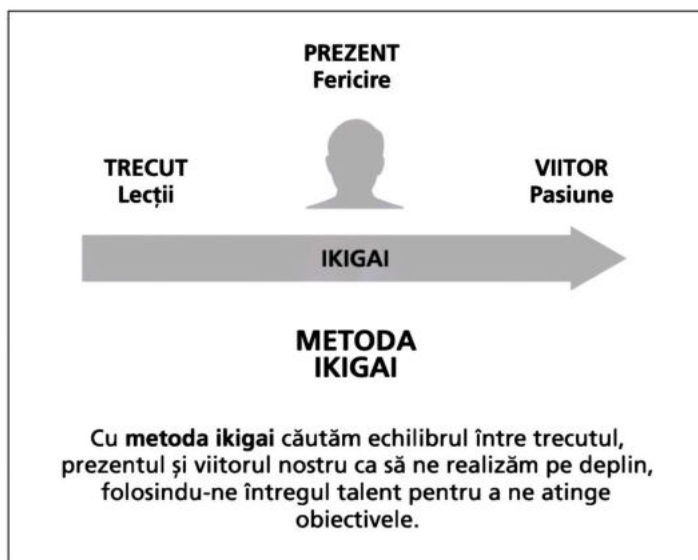 PREZENT
Fericire
TRECUT
Lecții
VIITOR
Pasiune
IKIGAI
METODA
IKIGAI
Cu metoda ikigai căutăm echilibrul între trecutul,
prezentul și viitorul nostru ca să ne realizăm pe deplin,
folosindu-ne întregul talent pentru a ne atinge
obiectivele.